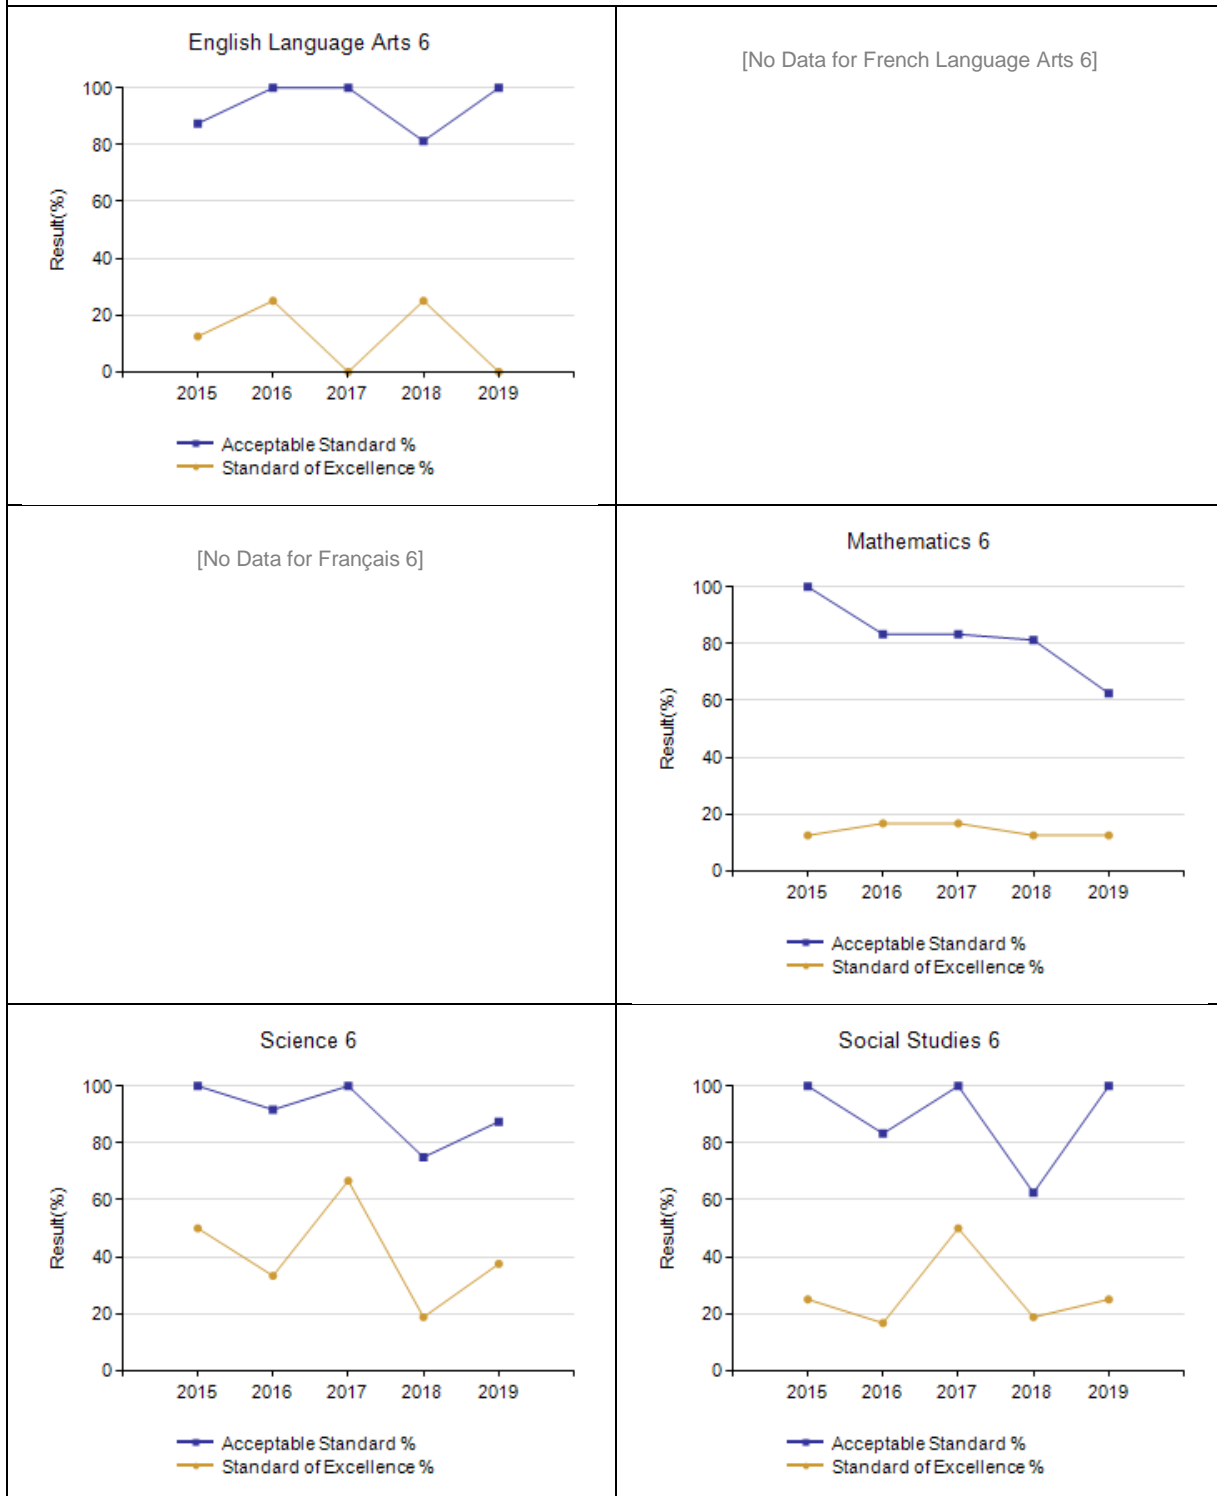 English Language Arts 6
100
80
60
40
20
0
Result(%)
2015 2016 2017 2018 2019
Acceptable Standard %
Standard of Excellence %
[No Data for French Language Arts 6]
[No Data for Français 6]
Mathematics 6
100
80
60
40
20
0
Result(%)
2015 2016 2017 2018 2019
Acceptable Standard %
Standard of Excellence %
Science 6
100
80
60
40
20
0
Result(%)
2015 2016 2017 2018 2019
Acceptable Standard %
Standard of Excellence %
Social Studies 6
100
80
60
40
20
0
Result(%)
2015 2016 2017 2018 2019
Acceptable Standard %
Standard of Excellence %